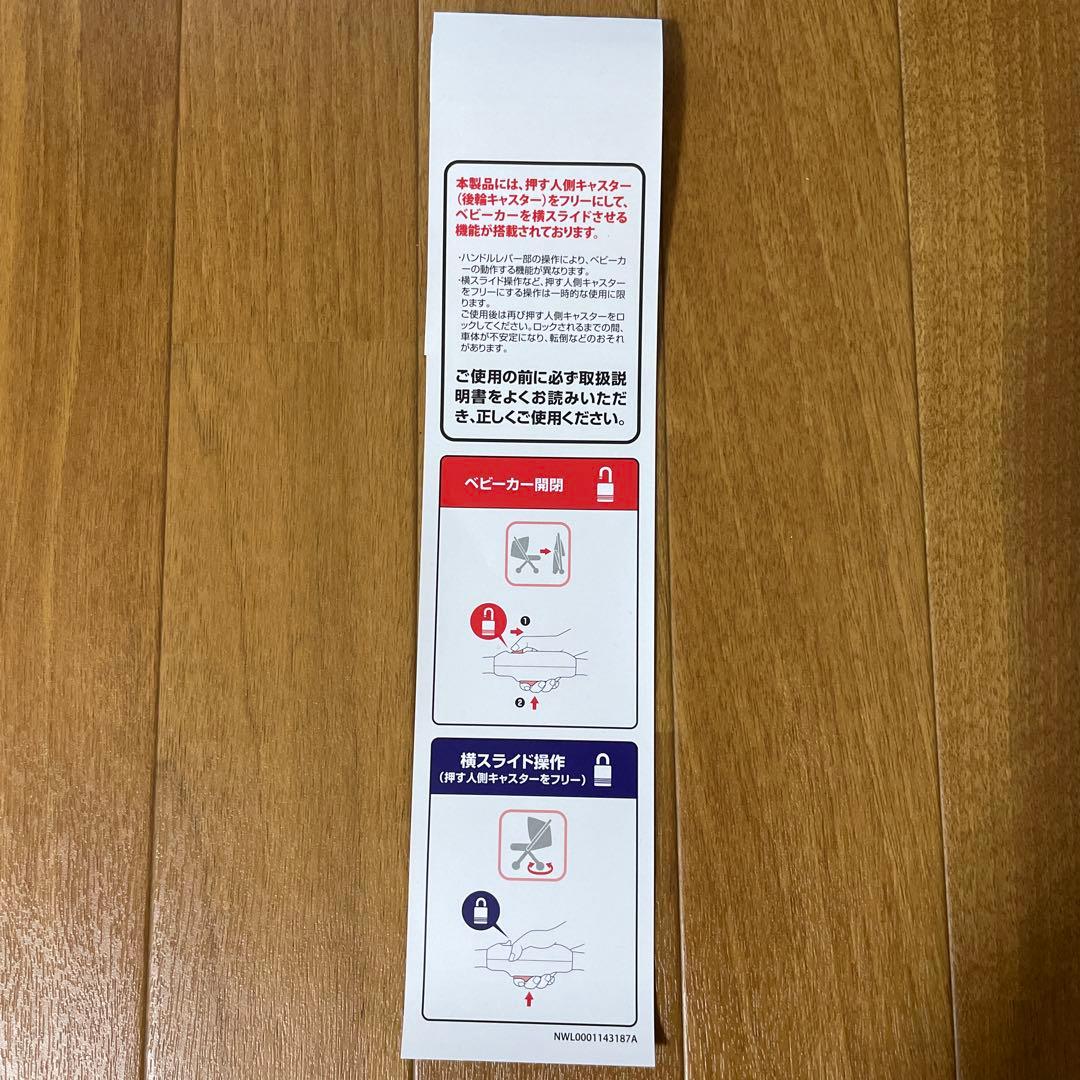 本製品には、押す人側キャスター
(後輪キャスター)をフリーにして、
ベビーカーを横スライドさせる
機能が搭載されております。
・ハンドルレバー部の操作により、ベビーカ
ーの動作する機能が異なります。
・横スライド操作など、押す人側キャスター
をフリーにする操作は一時的な使用に限
ります。
ご使用後は再び押す人側キャスターをロ
ックしてください。ロックされるまでの間、
車体が不安定になり、転倒などのおそれ
があります。
ご使用の前に必ず取扱説
明書をよくお読みいただ
き、正しくご使用ください。
ベビーカー開閉
❶
❷
横スライド操作
(押す人側キャスターをフリー)
NWL0001143187A